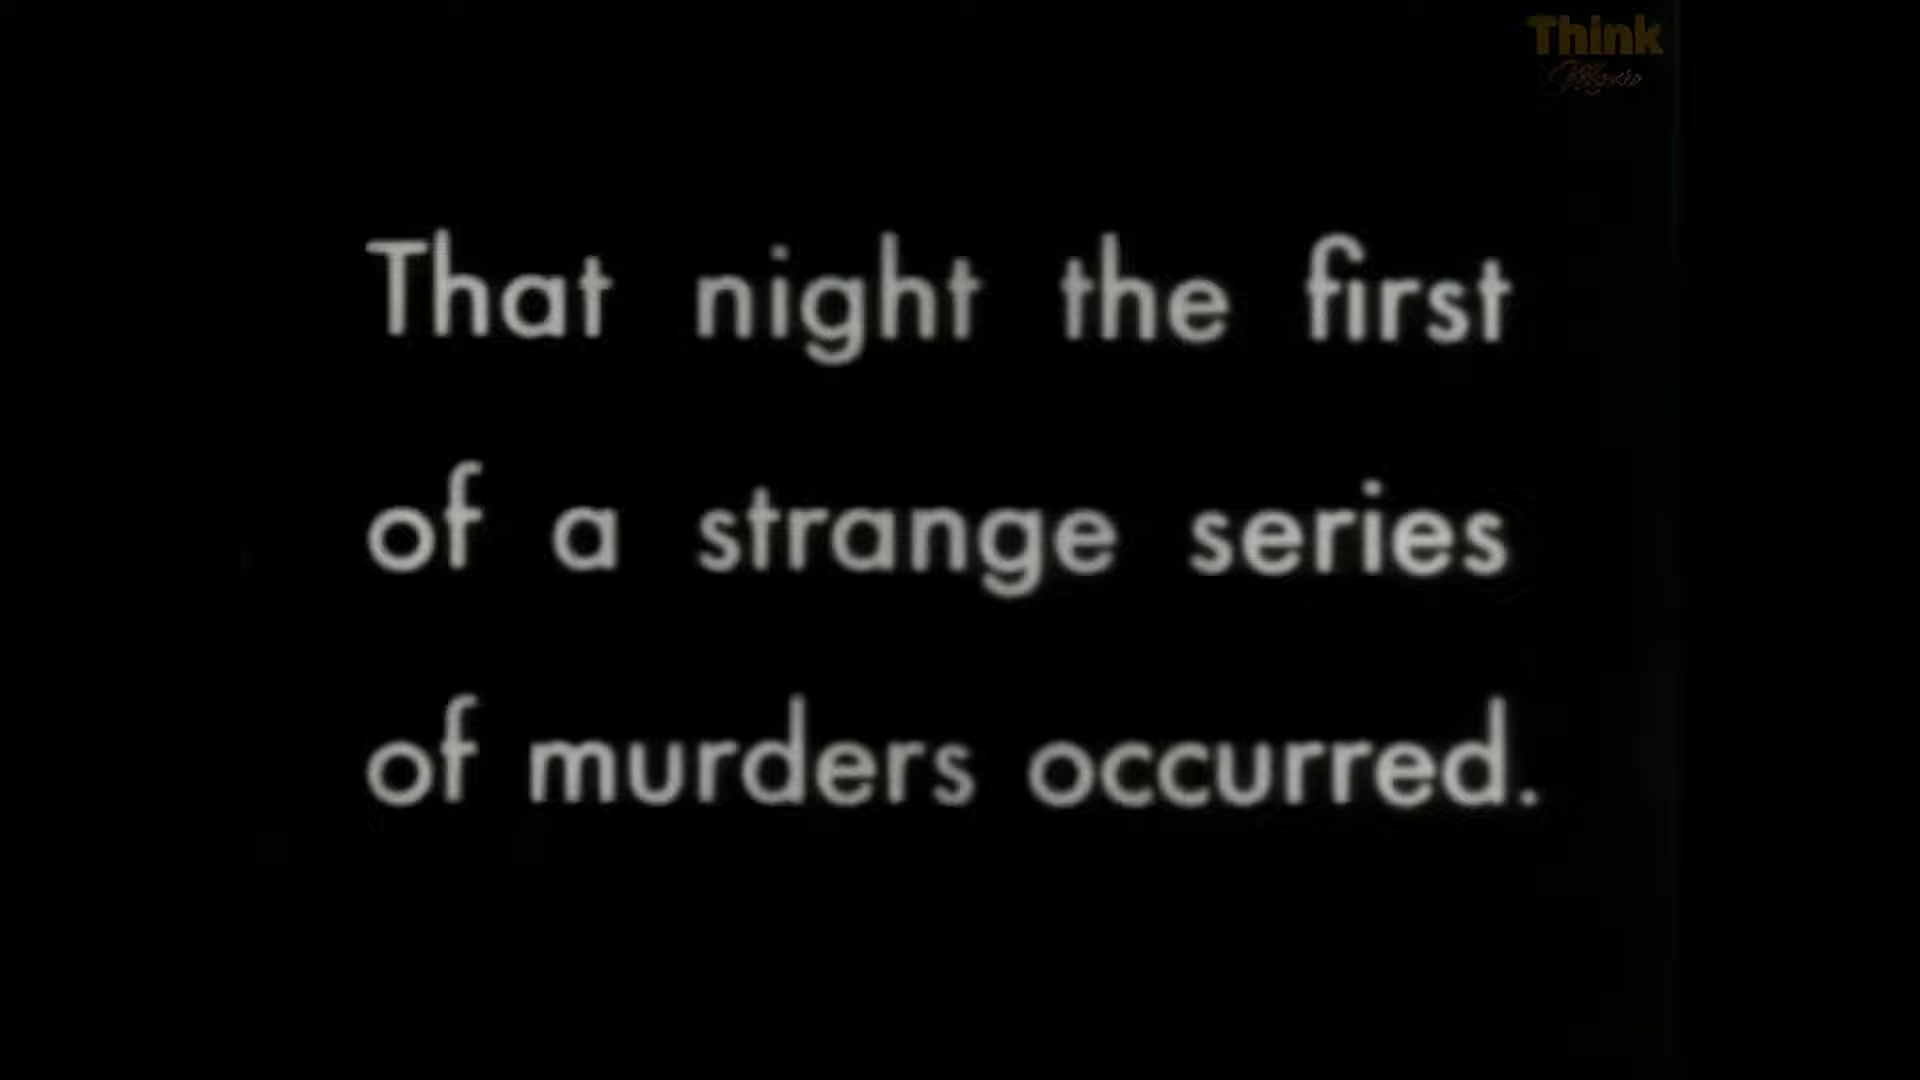 Think
That night the first
of a strange series
of murders occurred.